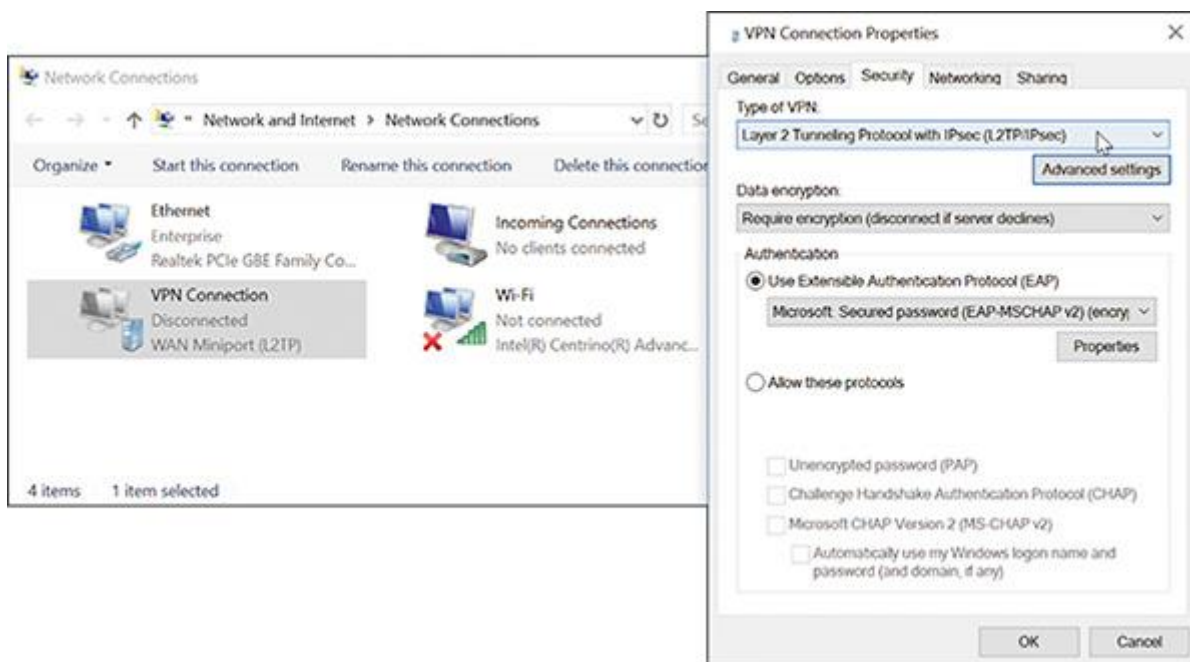 Network Connections
Network and Internet > Network Connections
Organize
Start this connection
Rename this connection
Delete this connection
Ethernet
Enterprise
Realtek PCIe GBE Family Co...
Incoming Connections
No clients connected
VPN Connection
Disconnected
WAN Miniport (L2TP)
Wi-Fi
Not connected
Intel(R) Centrino(R) Advanc...
4 items 1 item selected
VPN Connection Properties
General Options Security Networking Sharing
Type of VPN:
Layer 2 Tunneling Protocol with IPsec (L2TP/IPsec)
Advanced settings
Data encryption:
Require encryption (disconnect if server declines)
Authentication
Use Extensible Authentication Protocol (EAP)
Microsoft: Secured password (EAP-MSCHAP v2) (encry
Properties
Allow these protocols
Unencrypted password (PAP)
Challenge Handshake Authentication Protocol (CHAP)
Microsoft CHAP Version 2 (MS-CHAP v2)
Automatically use my Windows logon name and
password (and domain, if any)
OK Cancel